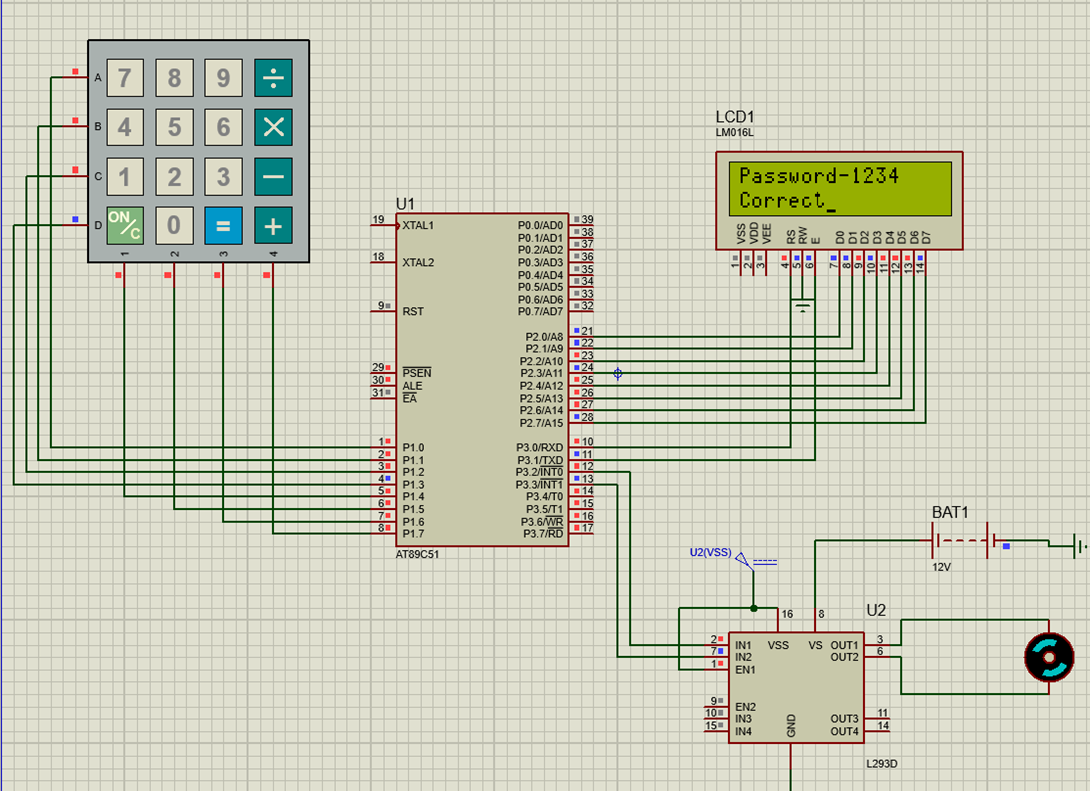 A 7 8 9 ÷
B 4 5 6 ×
C 1 2 3 −
D ON/C 0 = +
1 2 3 4
U1
19 XTAL1
18 XTAL2
9 RST
29 PSEN
30 ALE
31 EA
1 P1.0
2 P1.1
3 P1.2
4 P1.3
5 P1.4
6 P1.5
7 P1.6
8 P1.7
P0.0/AD0 39
P0.1/AD1 38
P0.2/AD2 37
P0.3/AD3 36
P0.4/AD4 35
P0.5/AD5 34
P0.6/AD6 33
P0.7/AD7 32
P2.0/A8 21
P2.1/A9 22
P2.2/A10 23
P2.3/A11 24
P2.4/A12 25
P2.5/A13 26
P2.6/A14 27
P2.7/A15 28
P3.0/RXD 10
P3.1/TXD 11
P3.2/INT0 12
P3.3/INT1 13
P3.4/T0 14
P3.5/T1 15
P3.6/WR 16
P3.7/RD 17
AT89C51
LCD1
LM016L
Password-1234
Correct_
VSS VDD VEE RS RW E D0 D1 D2 D3 D4 D5 D6 D7
1 2 3 4 5 6 7 8 9 10 11 12 13 14
BAT1
12V
U2(VSS)
U2
16 8
2 IN1 VSS VS OUT1 3
7 IN2 OUT2 6
1 EN1
9 EN2
10 IN3 OUT3 11
15 IN4 OUT4 14
GND
L293D